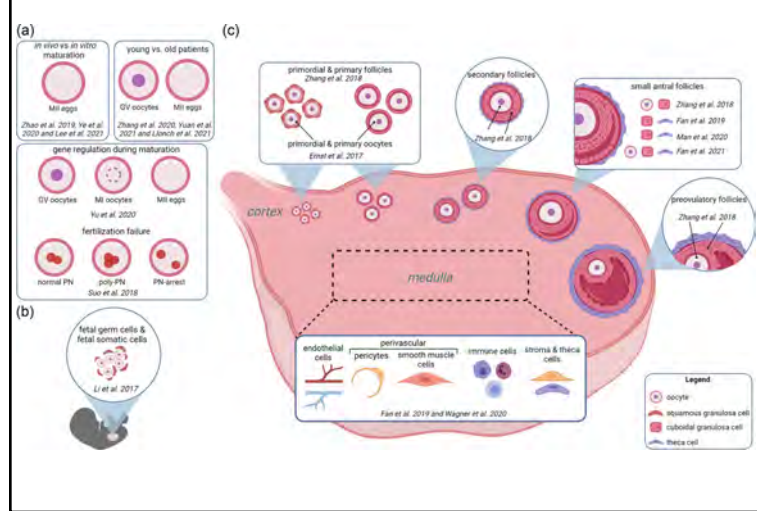 (a)
in vivo vs in vitro
maturation
MII eggs
Zhao et al. 2019, Ye et al.
2020 and Lee et al. 2021
young vs. old patients
GV oocytes
MII eggs
Zhang et al. 2020, Yuan et al.
2021 and Llonch et al. 2021
gene regulation during maturation
GV oocytes
MI oocytes
MII eggs
Yu et al. 2020
fertilization failure
normal PN
poly-PN
PN-arrest
Suo et al. 2018
(b)
fetal germ cells &
fetal somatic cells
Li et al. 2017
(c)
primordial & primary follicles
Zhang et al. 2018
primordial & primary oocytes
Ernst et al. 2017
secondary follicles
Zhang et al. 2018
small antral follicles
Zhang et al. 2018
Fan et al. 2019
Man et al. 2020
Fan et al. 2021
preovulatory follicles
Zhang et al. 2018
cortex
medulla
endothelial
cells
perivascular
pericytes
smooth muscle
cells
immune cells
stroma & theca
cells
Fan et al. 2019 and Wagner et al. 2020
Legend
oocyte
squamous granulosa cell
cuboidal granulosa cell
theca cell